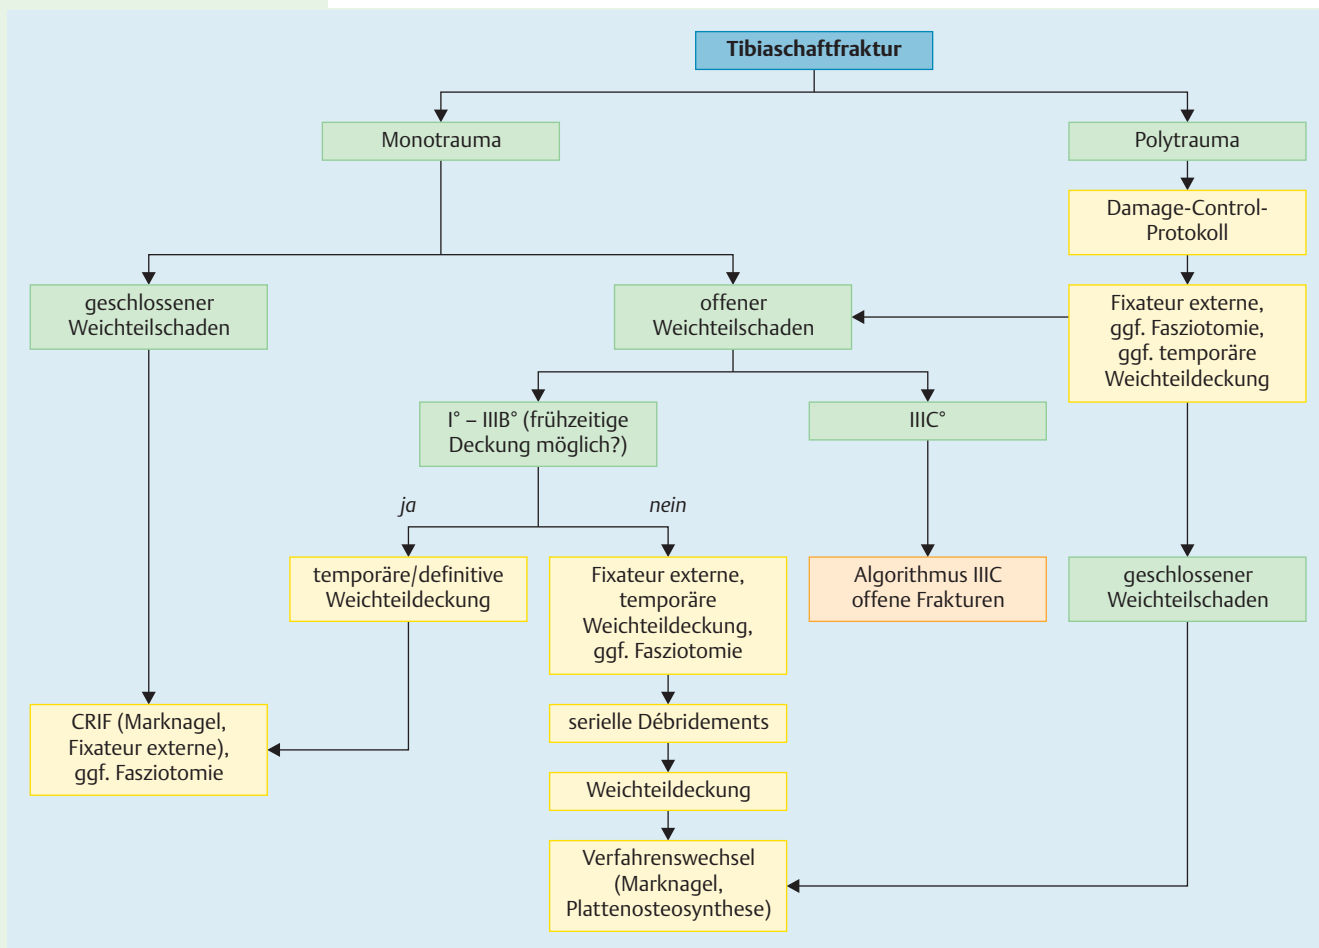 Tibiaschaftfraktur
Monotrauma
Polytrauma
Damage-Control-
Protokoll
geschlossener
Weichteilschaden
offener
Weichteilschaden
Fixateur externe,
ggf. Fasziotomie,
ggf. temporäre
Weichteildeckung
I° – IIIB° (frühzeitige
Deckung möglich?)
IIIC°
ja
nein
temporäre/definitive
Weichteildeckung
Fixateur externe,
temporäre
Weichteildeckung,
ggf. Fasziotomie
Algorithmus IIIC
offene Frakturen
geschlossener
Weichteilschaden
CRIF (Marknagel,
Fixateur externe),
ggf. Fasziotomie
serielle Débridements
Weichteildeckung
Verfahrenswechsel
(Marknagel,
Plattenosteosynthese)